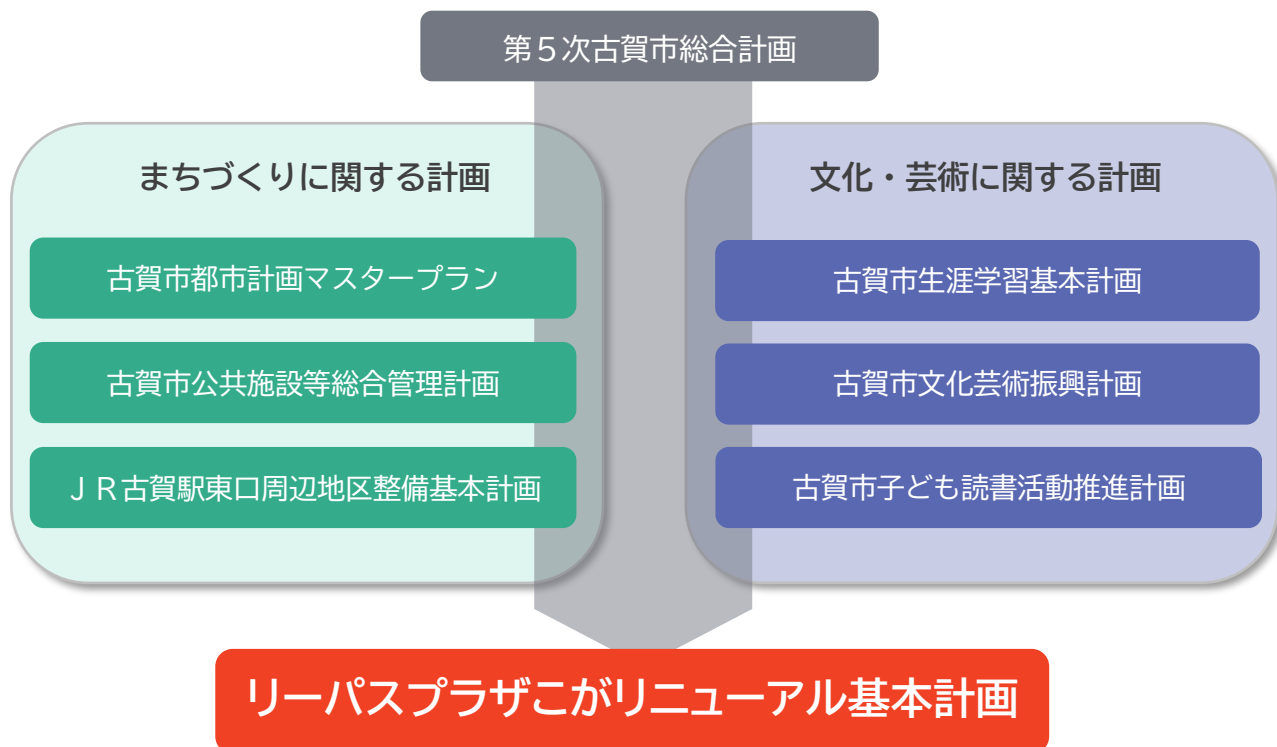 第５次古賀市総合計画
まちづくりに関する計画
古賀市都市計画マスタープラン
古賀市公共施設等総合管理計画
ＪＲ古賀駅東口周辺地区整備基本計画
文化・芸術に関する計画
古賀市生涯学習基本計画
古賀市文化芸術振興計画
古賀市子ども読書活動推進計画
リーパスプラザこがリニューアル基本計画